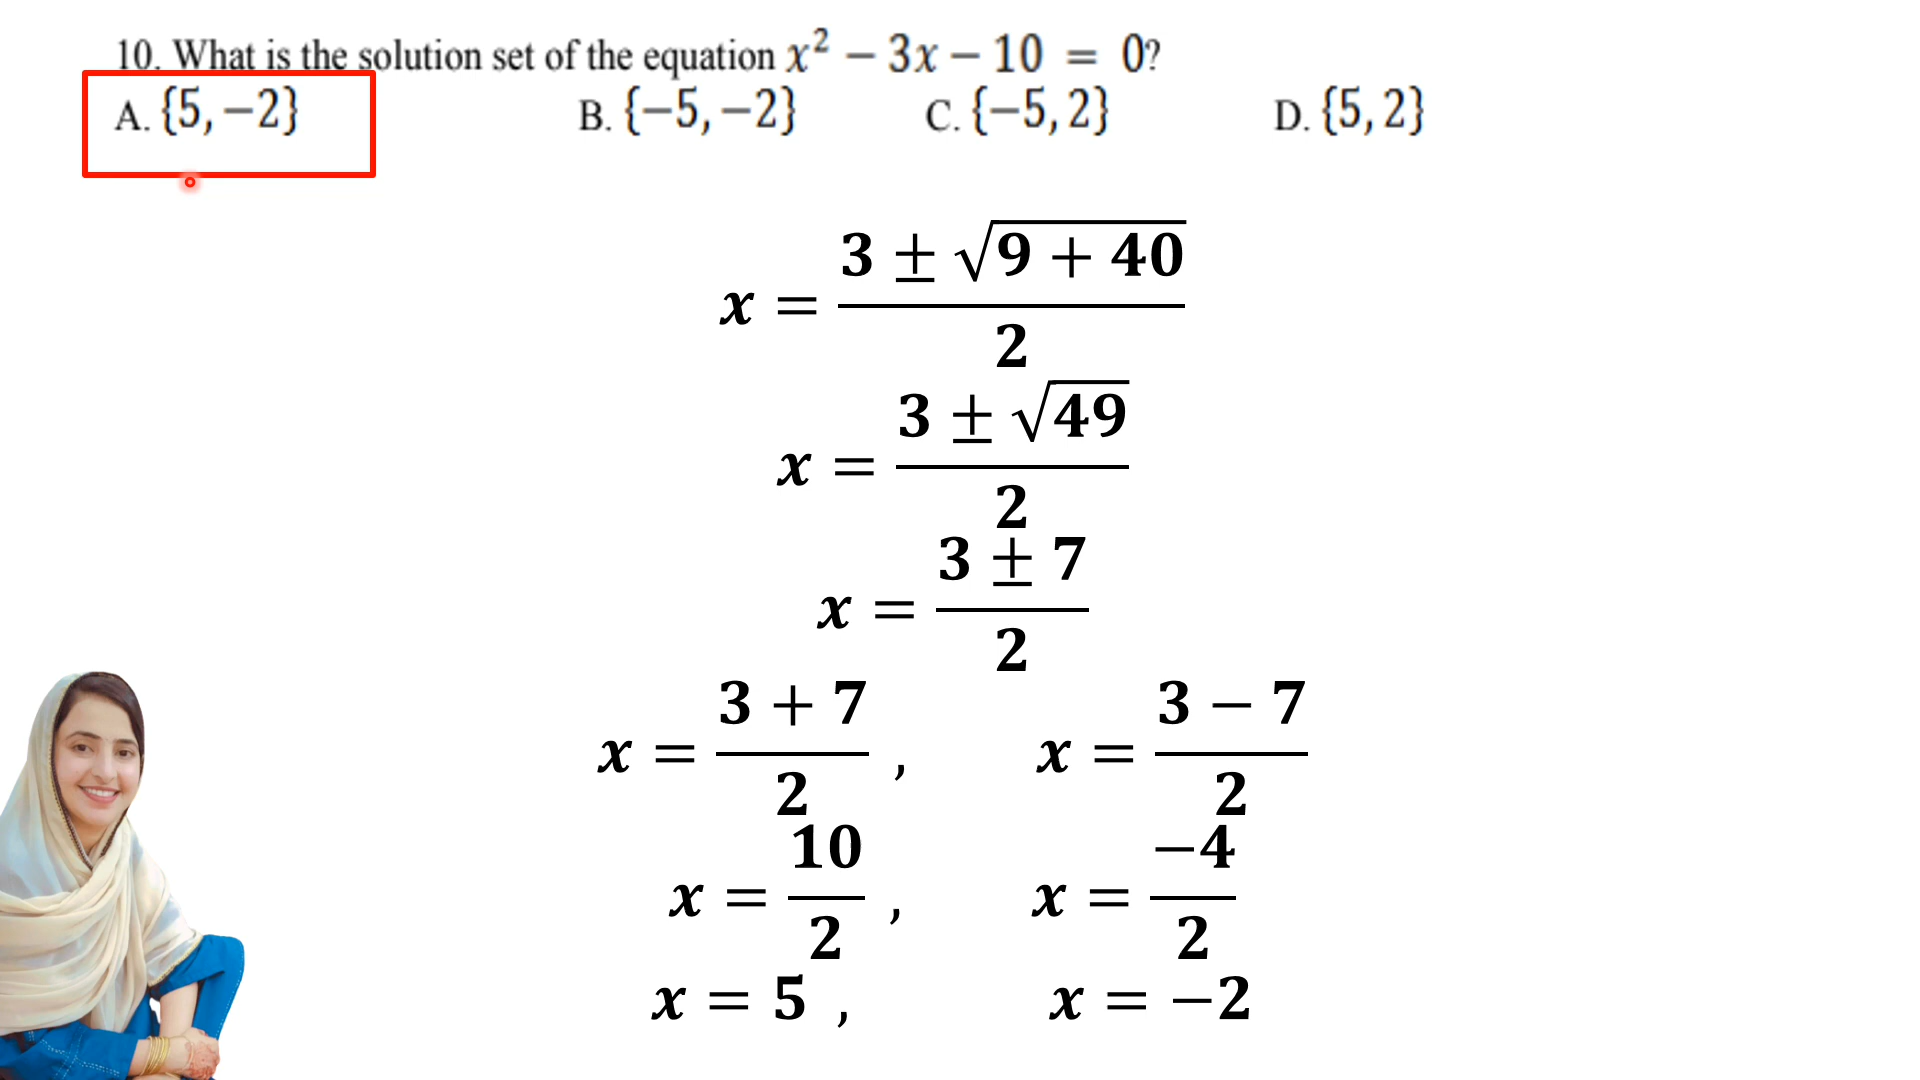 10. What is the solution set of the equation x² − 3x − 10 = 0?
A. {5, −2} B. {−5, −2} C. {−5, 2} D. {5, 2}
x = (3 ± √(9 + 40)) / 2
x = (3 ± √49) / 2
x = (3 ± 7) / 2
x = (3 + 7) / 2 , x = (3 − 7) / 2
x = 10 / 2 , x = −4 / 2
x = 5 , x = −2